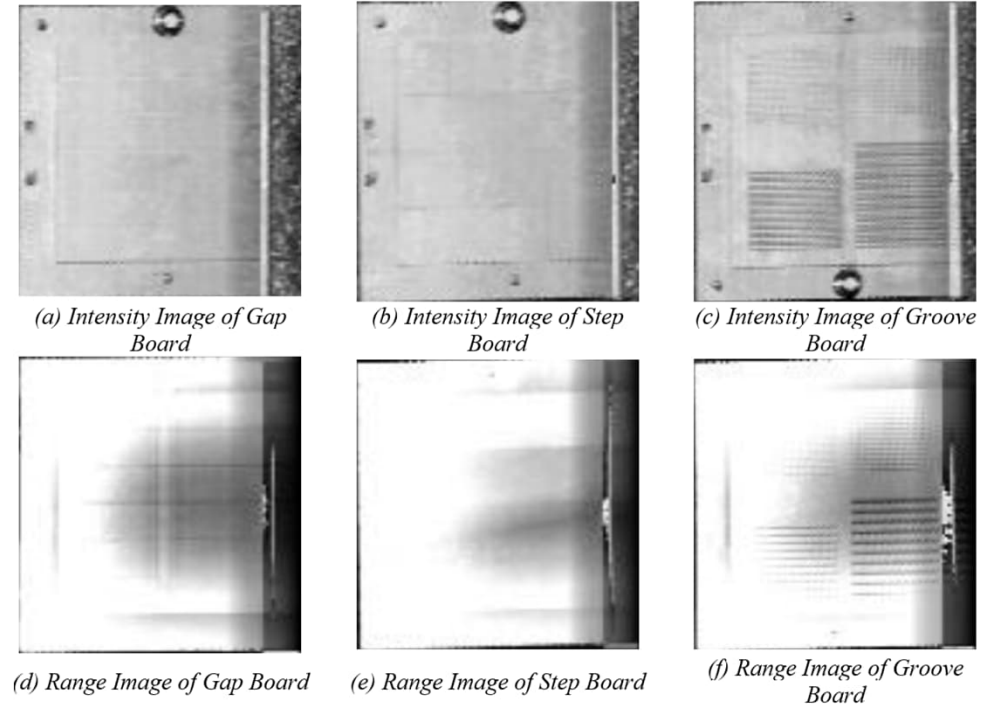 (a) Intensity Image of Gap
Board
(b) Intensity Image of Step
Board
(c) Intensity Image of Groove
Board
(d) Range Image of Gap Board
(e) Range Image of Step Board
(f) Range Image of Groove
Board